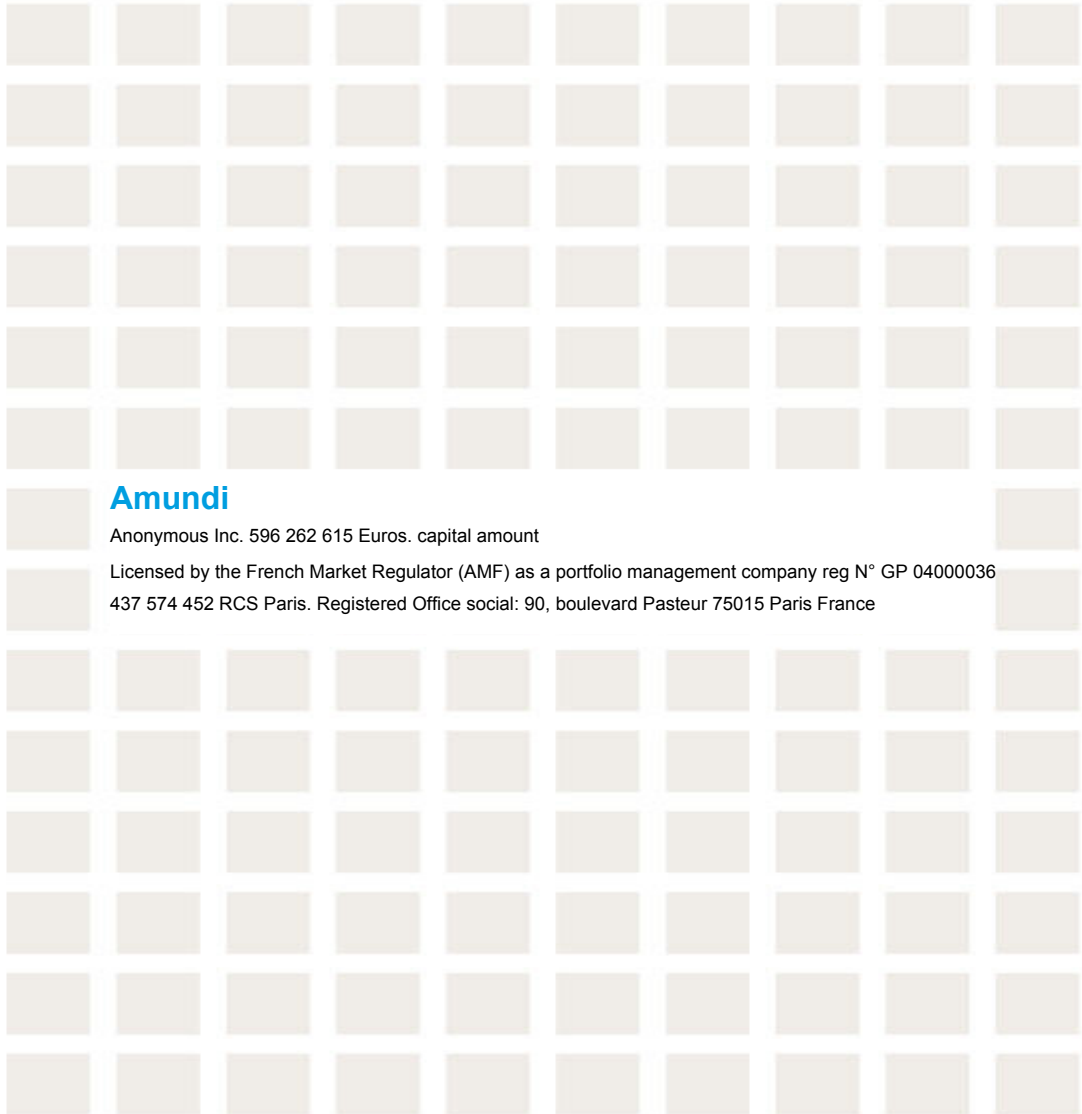 Amundi
Anonymous Inc. 596 262 615 Euros. capital amount
Licensed by the French Market Regulator (AMF) as a portfolio management company reg N° GP 04000036
437 574 452 RCS Paris. Registered Office social: 90, boulevard Pasteur 75015 Paris France